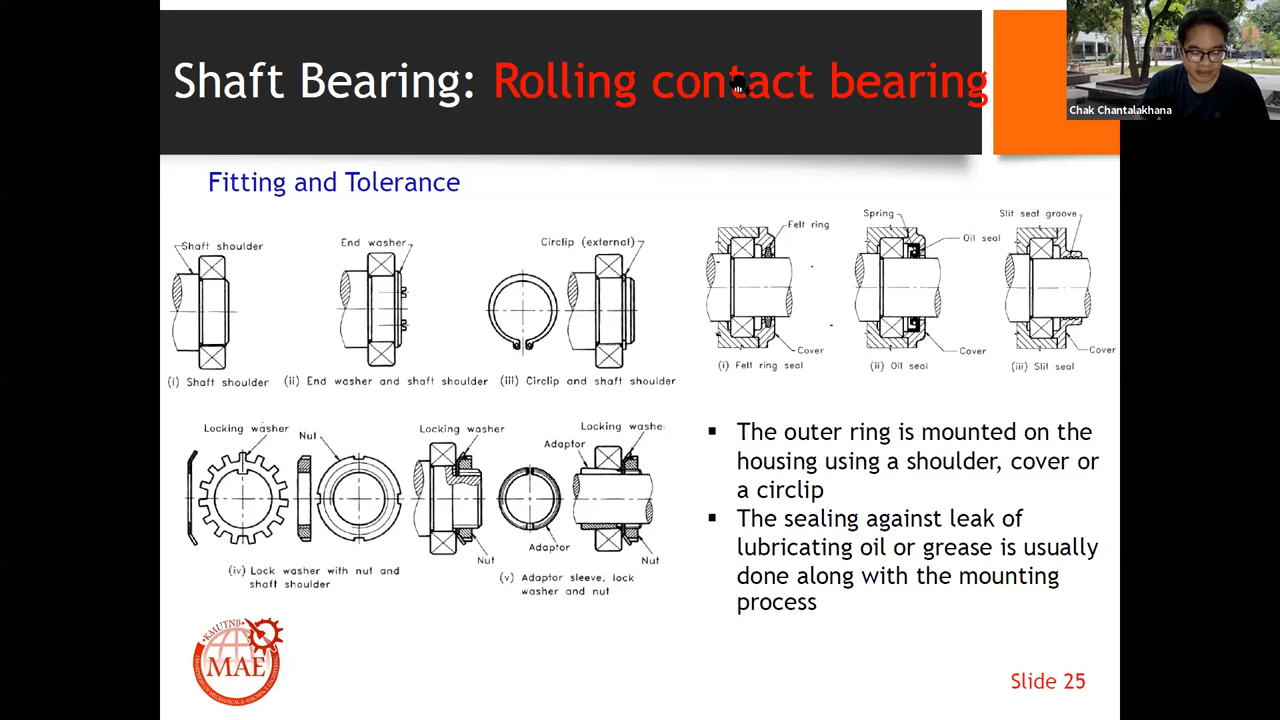 Shaft Bearing: Rolling contact bearing
Chak Chantalakhana
Fitting and Tolerance
Shaft shoulder
End washer
Circlip (external)
(i) Shaft shoulder
(ii) End washer and shaft shoulder
(iii) Circlip and shaft shoulder
Felt ring
Cover
(i) Felt ring seal
Spring
Oil seal
Cover
(ii) Oil seal
Slit seal groove
Cover
(iii) Slit seal
Locking washer
Nut
Locking washer
Nut
(iv) Lock washer with nut and
shaft shoulder
Adaptor
Locking washe
Adaptor
Nut
(v) Adaptor sleeve, lock
washer and nut
▪ The outer ring is mounted on the
housing using a shoulder, cover or
a circlip
▪ The sealing against leak of
lubricating oil or grease is usually
done along with the mounting
process
KMUTNB
MAE
Slide 25